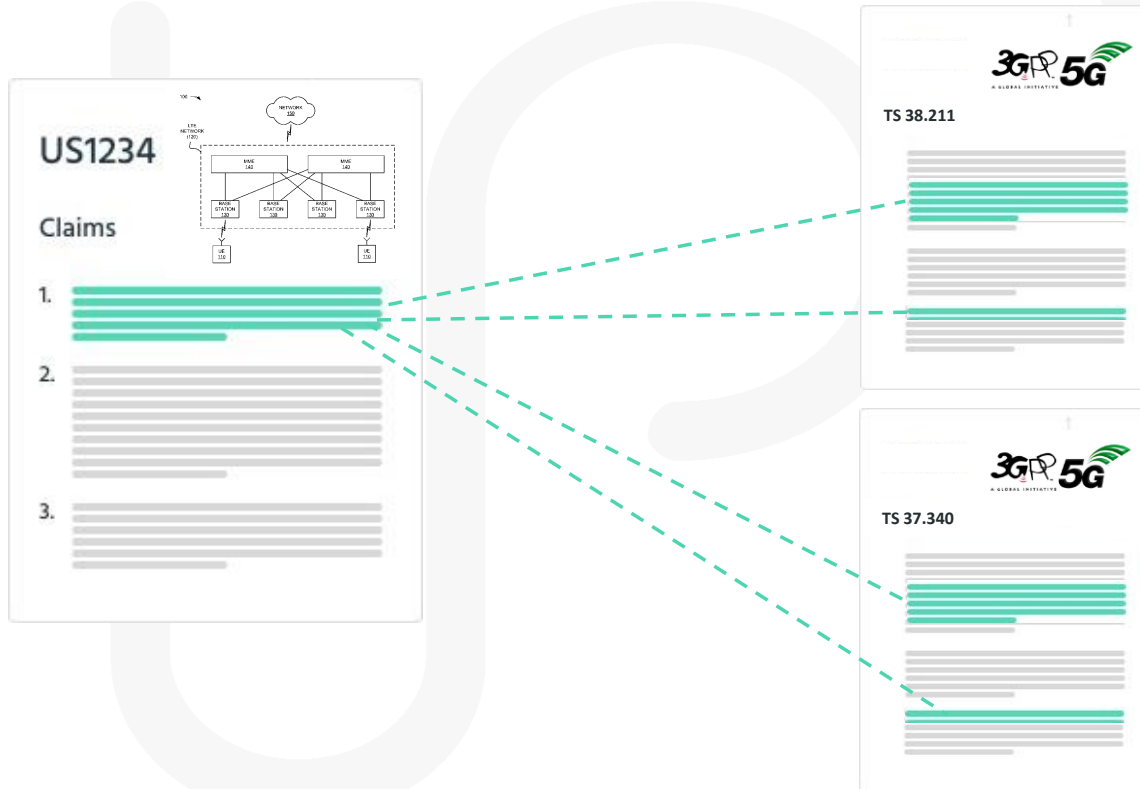 US1234
100
NETWORK
150
LTE
NETWORK
(120)
MME
140
MME
140
BASE
STATION
130
BASE
STATION
130
BASE
STATION
130
BASE
STATION
130
UE
110
UE
110
Claims
1.
2.
3.
3GPP 5G
A GLOBAL INITIATIVE
TS 38.211
3GPP 5G
A GLOBAL INITIATIVE
TS 37.340